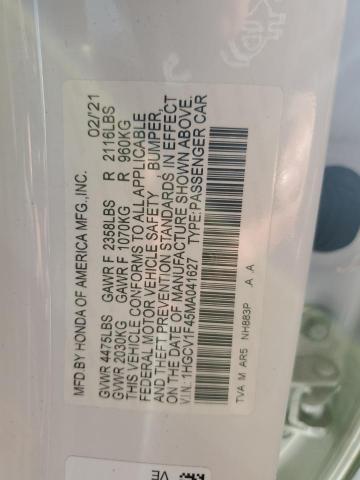 MFD BY HONDA OF AMERICA MFG.,INC. 02/21
GVWR 4475LBS GAWR F 2358LBS R 2116LBS
GVWR 2030KG GAWR F 1070KG R 960KG
THIS VEHICLE CONFORMS TO ALL APPLICABLE
FEDERAL MOTOR VEHICLE SAFETY , BUMPER,
AND THEFT PREVENTION STANDARDS IN EFFECT
ON THE DATE OF MANUFACTURE SHOWN ABOVE.
V.I.N.: 1HGCV1F45MA041627 TYPE:PASSENGER CAR
TVA M AR5 NH883P .A .A
VE